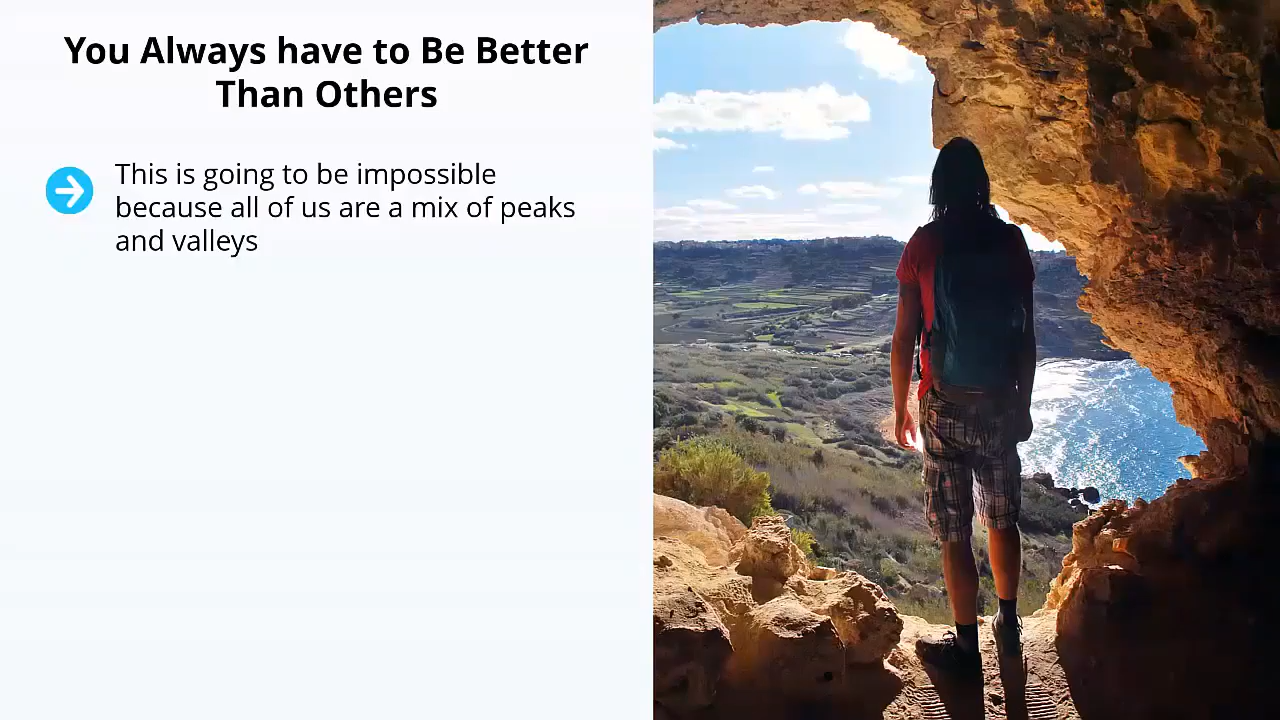 You Always have to Be Better
Than Others
This is going to be impossible
because all of us are a mix of peaks
and valleys